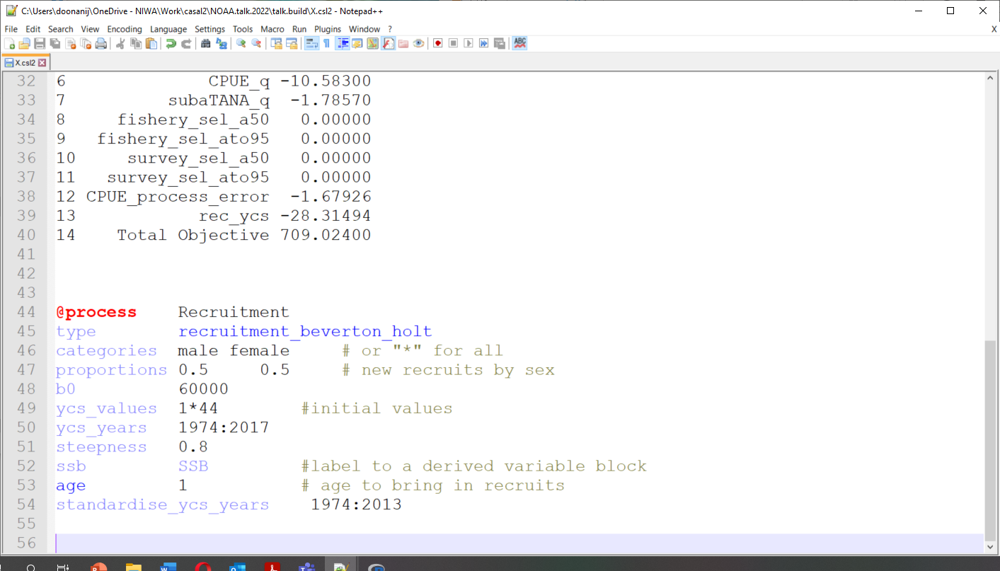 C:\Users\doonanij\OneDrive - NIWA\Work\casal2\NOAA.talk.2022\talk.build\X.csl2 - Notepad++
File Edit Search View Encoding Language Settings Tools Macro Run Plugins Window ? X
ABC
X.csl2
32 6 CPUE_q -10.58300
33 7 subaTANA_q -1.78570
34 8 fishery_sel_a50 0.00000
35 9 fishery_sel_ato95 0.00000
36 10 survey_sel_a50 0.00000
37 11 survey_sel_ato95 0.00000
38 12 CPUE_process_error -1.67926
39 13 rec_ycs -28.31494
40 14 Total Objective 709.02400
41
42
43
44 @process Recruitment
45 type recruitment_beverton_holt
46 categories male female # or "*" for all
47 proportions 0.5 0.5 # new recruits by sex
48 b0 60000
49 ycs_values 1*44 #initial values
50 ycs_years 1974:2017
51 steepness 0.8
52 ssb SSB #label to a derived variable block
53 age 1 # age to bring in recruits
54 standardise_ycs_years 1974:2013
55
56